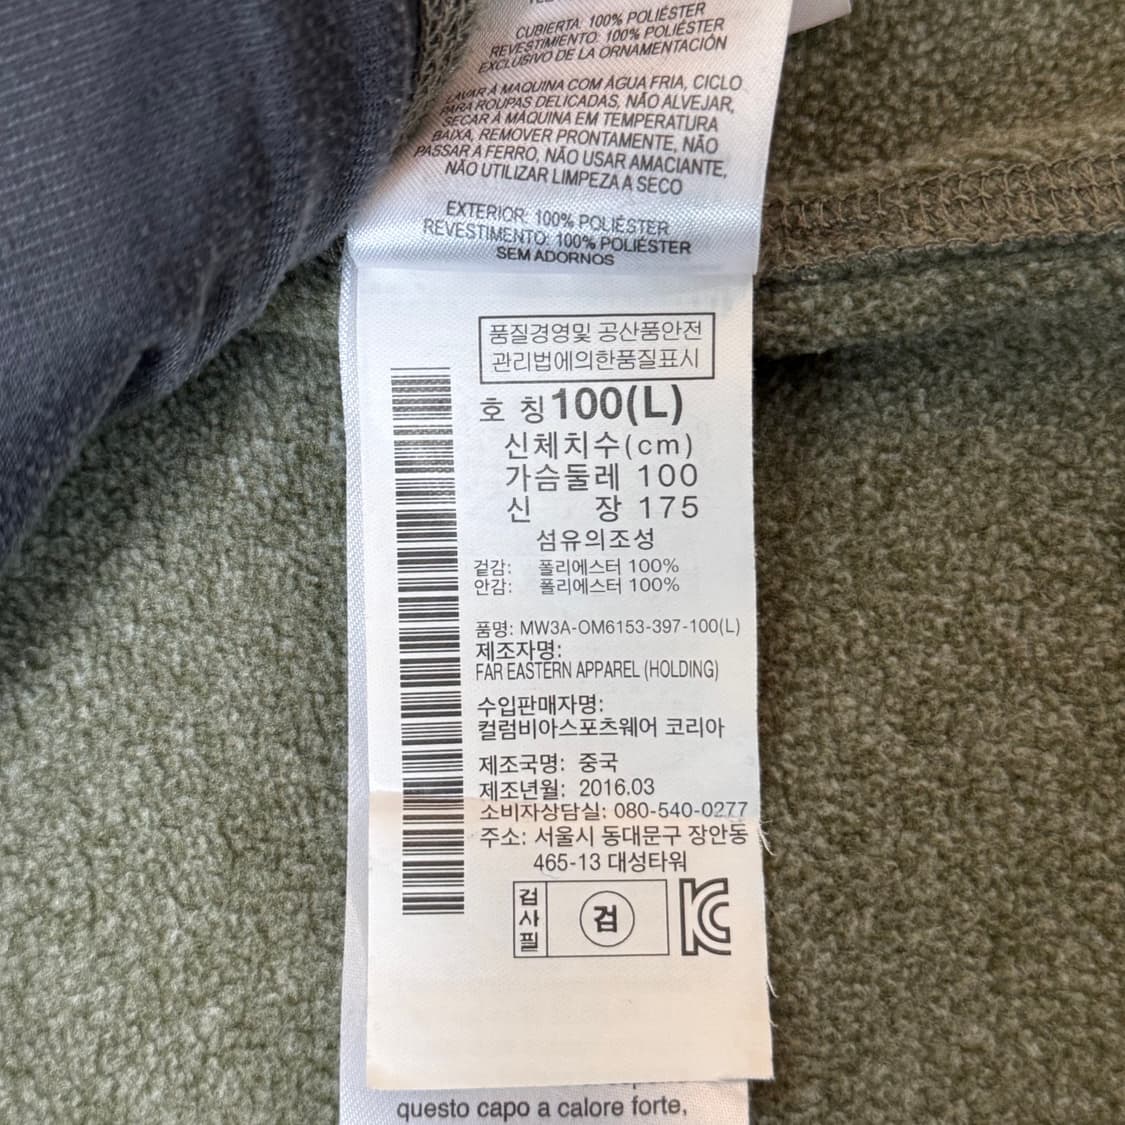 CUBIERTA: 100% POLIÉSTER
REVESTIMIENTO: 100% POLIÉSTER
EXCLUSIVO DE LA ORNAMENTACIÓN
LAVAR À MAQUINA COM ÁGUA FRIA, CICLO
PARA ROUPAS DELICADAS, NÃO ALVEJAR,
SECAR À MÁQUINA EM TEMPERATURA
BAIXA, REMOVER PRONTAMENTE, NÃO
PASSAR A FERRO, NÃO USAR AMACIANTE,
NÃO UTILIZAR LIMPEZA A SECO
EXTERIOR: 100% POLIÉSTER
REVESTIMENTO: 100% POLIÉSTER
SEM ADORNOS
품질경영및 공산품안전
관리법에의한품질표시
호 칭 100(L)
신체치수(cm)
가슴둘레 100
신 장 175
섬유의조성
겉감: 폴리에스터 100%
안감: 폴리에스터 100%
품명: MW3A-OM6153-397-100(L)
제조자명:
FAR EASTERN APPAREL (HOLDING)
수입판매자명:
컬럼비아스포츠웨어 코리아
제조국명: 중국
제조년월: 2016.03
소비자상담실: 080-540-0277
주소: 서울시 동대문구 장안동
465-13 대성타워
검사필 검
questo capo a calore forte,